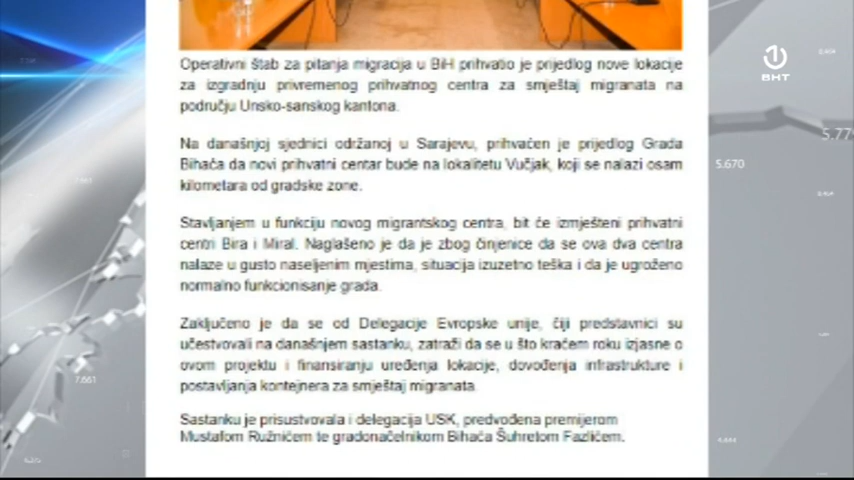 Operativni štab za pitanja migracija u BiH prihvatio je prijedlog nove lokacije
za izgradnju privremenog prihvatnog centra za smještaj migranata na
području Unsko-sanskog kantona.
Na današnjoj sjednici održanoj u Sarajevu, prihvaćen je prijedlog Grada
Bihaća da novi prihvatni centar bude na lokalitetu Vučjak, koji se nalazi osam
kilometara od gradske zone.
Stavljanjem u funkciju novog migrantskog centra, bit će izmješteni prihvatni
centri Bira i Miral. Naglašeno je da je zbog činjenice da se ova dva centra
nalaze u gusto naseljenim mjestima, situacija izuzetno teška i da je ugroženo
normalno funkcionisanje grada.
Zaključeno je da se od Delegacije Evropske unije, čiji predstavnici su
učestvovali na današnjem sastanku, zatraži da se u što kraćem roku izjasne o
ovom projektu i finansiranju uređenja lokacije, dovođenja infrastrukture i
postavljanja kontejnera za smještaj migranata.
Sastanku je prisustvovala i delegacija USK, predvođena premijerom
Mustafom Ružnićem te gradonačelnikom Bihaća Šuhretom Fazlićem.
1
BHT
5.77
5.670
7.661